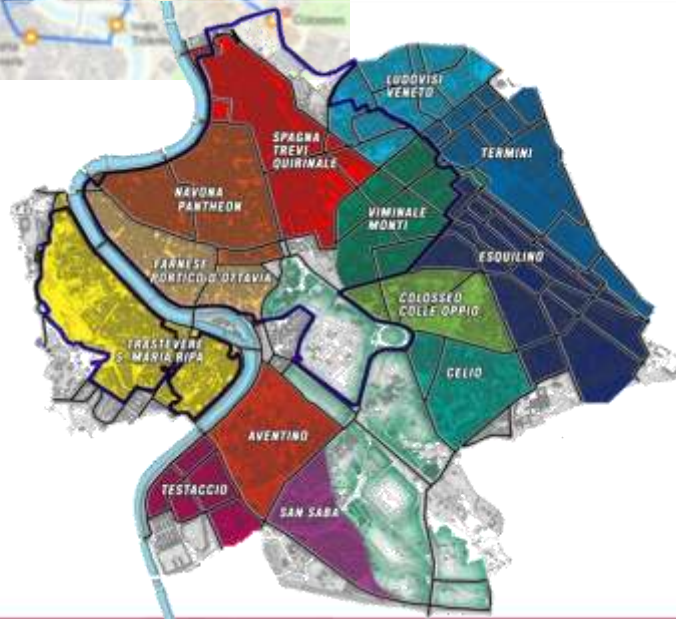 Colosseo
LUDOVISI
VENETO
SPAGNA
TREVI
QUIRINALE
TERMINI
NAVONA
PANTHEON
VIMINALE
MONTI
ESQUILINO
FARNESE
PORTICO D'OTTAVIA
COLOSSEO
COLLE OPPIO
TRASTEVERE
S. MARIA RIPA
CELIO
AVENTINO
TESTACCIO
SAN SABA